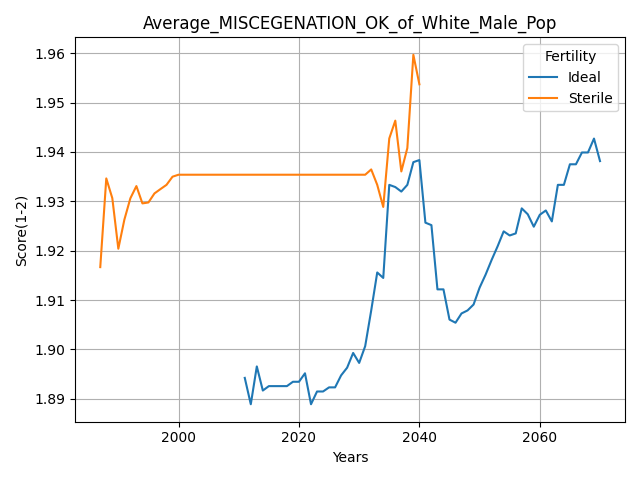 Average_MISCEGENATION_OK_of_White_Male_Pop
Fertility
Ideal
Sterile
1.96
1.95
1.94
1.93
1.92
1.91
1.90
1.89
Score(1-2)
2000 2020 2040 2060
Years